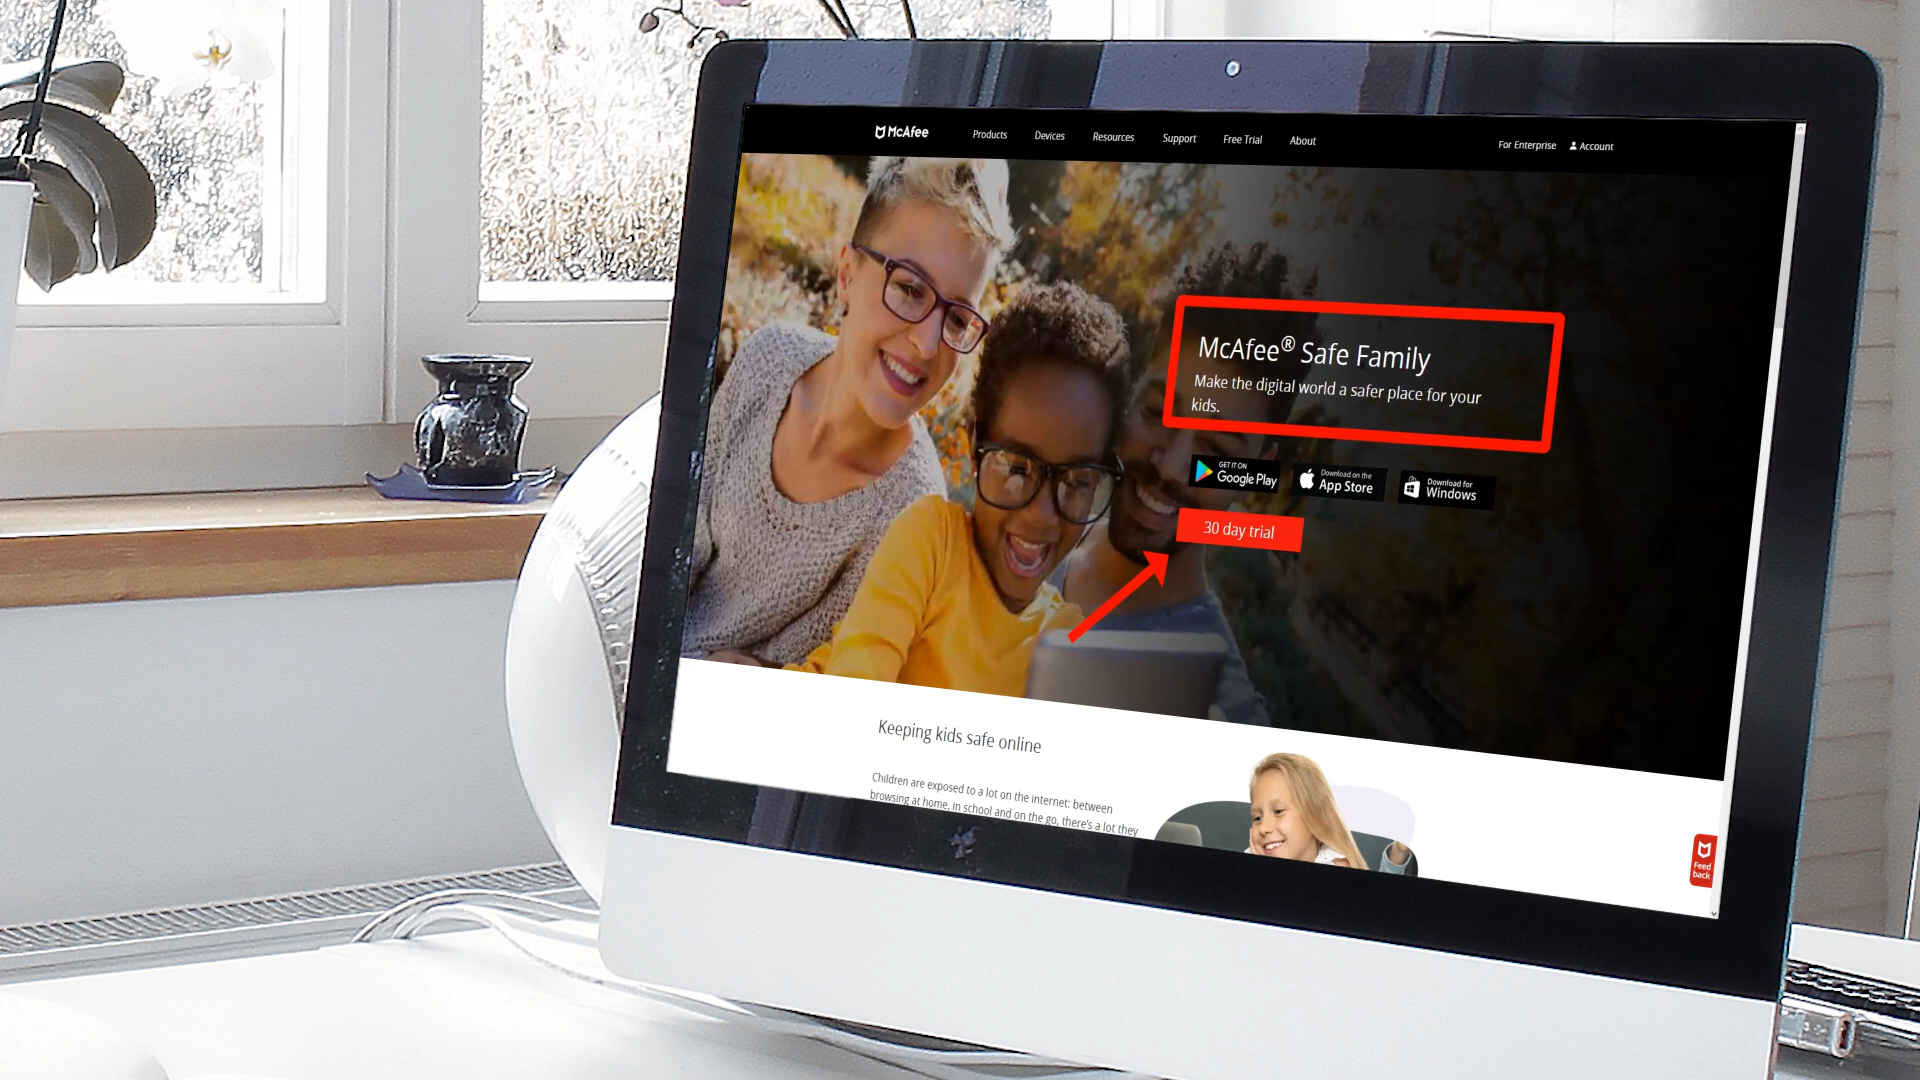 McAfee
Products Devices Resources Support Free Trial About
For Enterprise Account
McAfee® Safe Family
Make the digital world a safer place for your
kids.
GET IT ON
Google Play
Download on the
App Store
Download for
Windows
30 day trial
Keeping kids safe online
Children are exposed to a lot on the internet: between
browsing at home, in school and on the go, there's a lot they
Feed
back